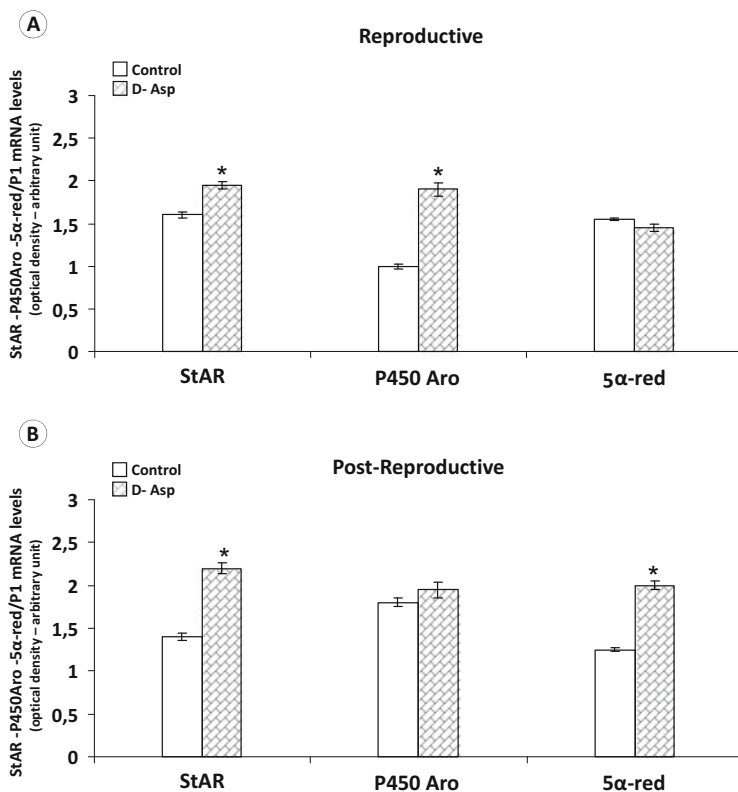 A
Reproductive
Control
D- Asp
StAR -P450Aro -5α-red/P1 mRNA levels
(optical density – arbitrary unit)
3
2,5
2
1,5
1
0,5
0
*
*
StAR
P450 Aro
5α-red
B
Post-Reproductive
Control
D- Asp
StAR -P450Aro -5α-red/P1 mRNA levels
(optical density – arbitrary unit)
3
2,5
2
1,5
1
0,5
0
*
*
StAR
P450 Aro
5α-red